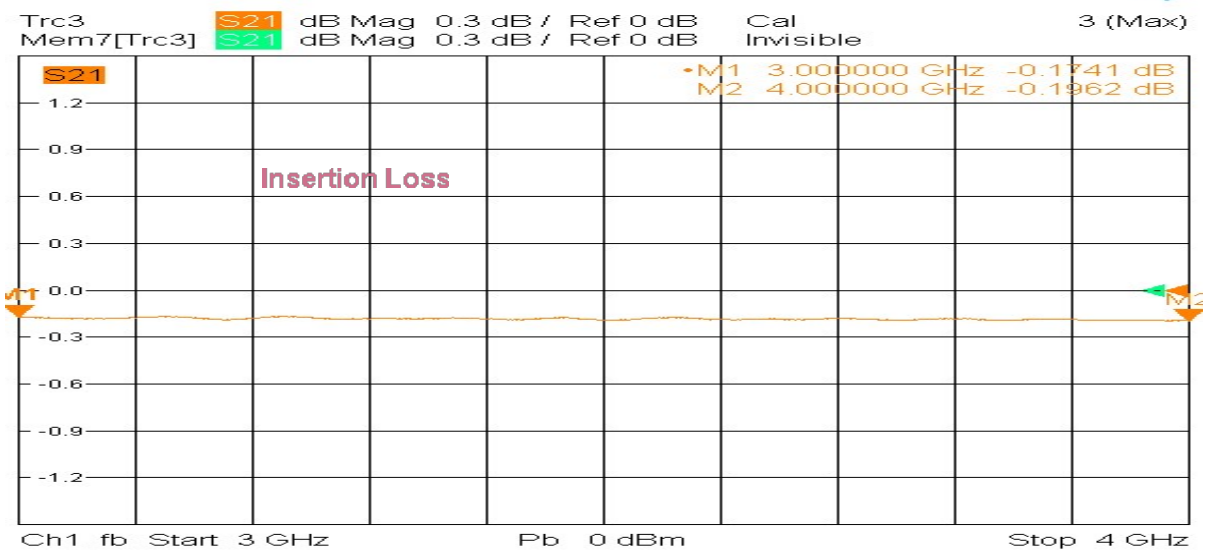 Trc3 S21 dB Mag 0.3 dB / Ref 0 dB Cal 3 (Max)
Mem7[Trc3] S21 dB Mag 0.3 dB / Ref 0 dB Invisible
S21
•M1 3.000000 GHz -0.1741 dB
M2 4.000000 GHz -0.1962 dB
1.2
0.9
Insertion Loss
0.6
0.3
M1
0.0
M2
-0.3
-0.6
-0.9
-1.2
Ch1 fb Start 3 GHz Pb 0 dBm Stop 4 GHz